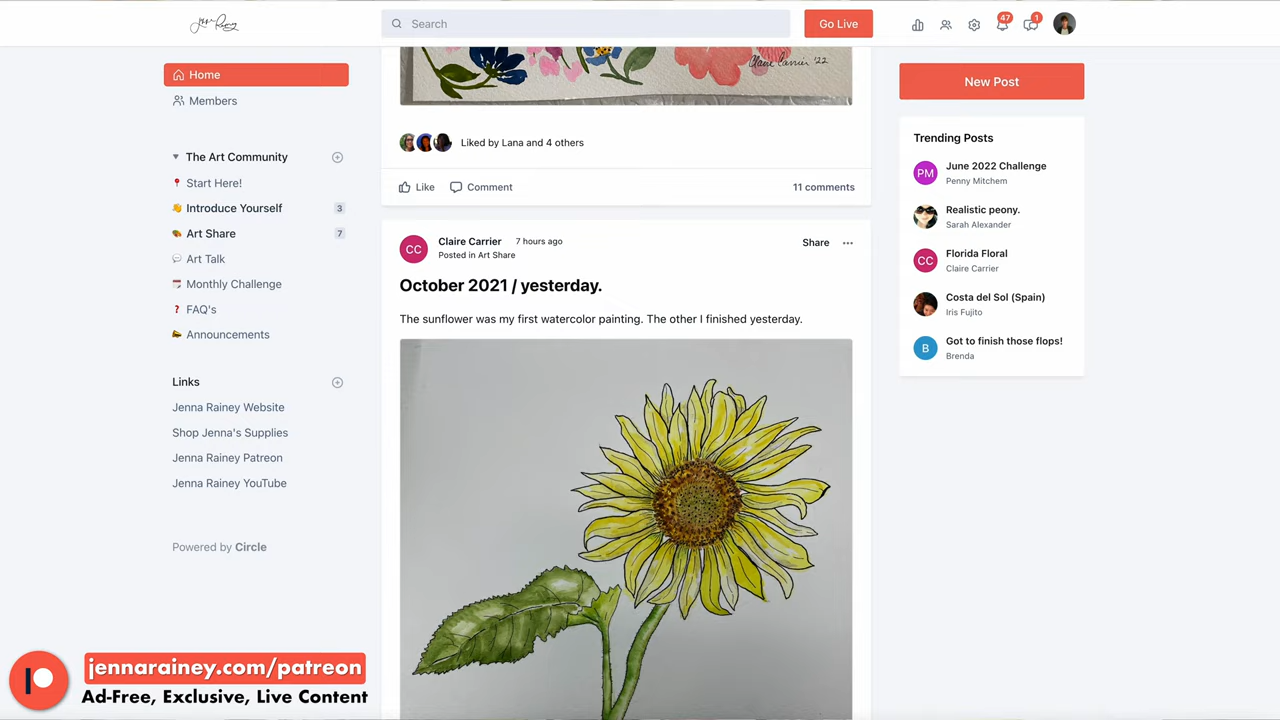 Jenna Rainey
Search
Go Live
47
1
Home
Members
The Art Community
Start Here!
Introduce Yourself
3
Art Share
7
Art Talk
Monthly Challenge
FAQ's
Announcements
Links
Jenna Rainey Website
Shop Jenna's Supplies
Jenna Rainey Patreon
Jenna Rainey YouTube
Powered by Circle
Claire Carrier '22
Liked by Lana and 4 others
Like
Comment
11 comments
CC
Claire Carrier 7 hours ago
Posted in Art Share
Share
October 2021 / yesterday.
The sunflower was my first watercolor painting. The other I finished yesterday.
New Post
Trending Posts
PM
June 2022 Challenge
Penny Mitchem
Realistic peony.
Sarah Alexander
CC
Florida Floral
Claire Carrier
Costa del Sol (Spain)
Iris Fujito
B
Got to finish those flops!
Brenda
jennarainey.com/patreon
Ad-Free, Exclusive, Live Content